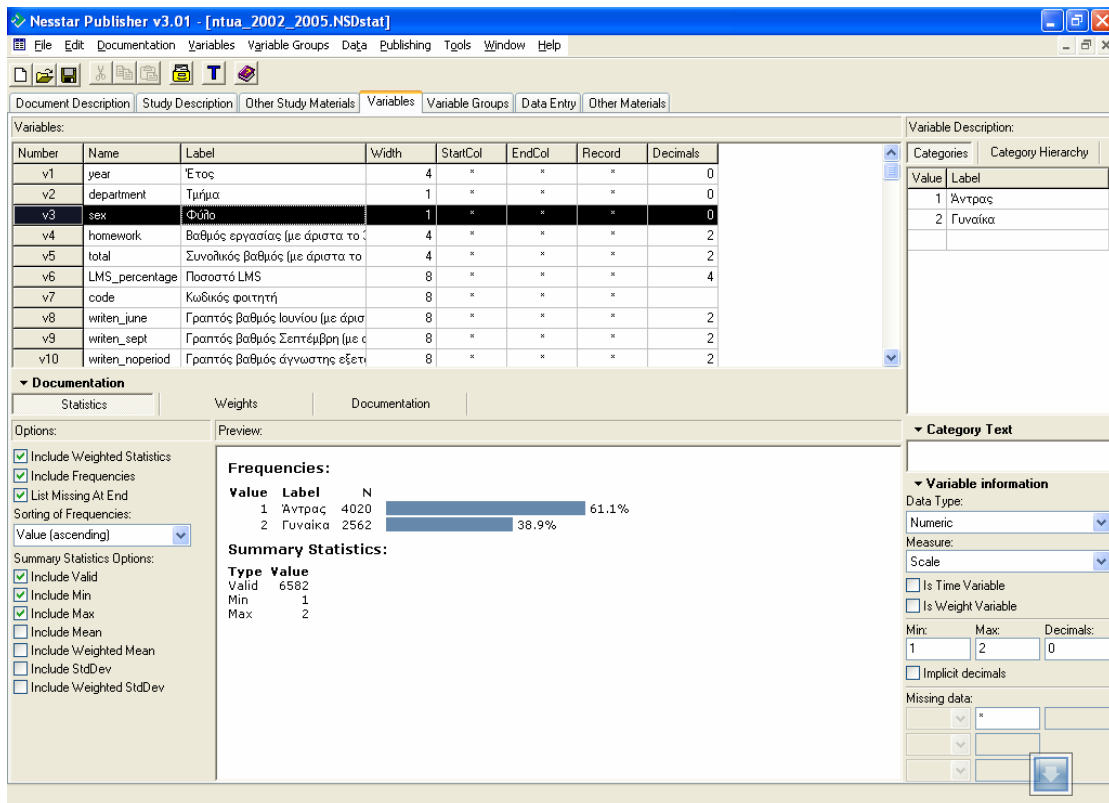 Nesstar Publisher v3.01 - [ntua_2002_2005.NSDstat]
File Edit Documentation Variables Variable Groups Data Publishing Tools Window Help
Document Description Study Description Other Study Materials Variables Variable Groups Data Entry Other Materials
Variables:
Number Name Label Width StartCol EndCol Record Decimals
v1 year Έτος 4 * * * 0
v2 department Τμήμα 1 * * * 0
v3 sex Φύλο 1 * * * 0
v4 homework Βαθμός εργασίας (με άριστα το 3 4 * * * 2
v5 total Συνολικός βαθμός (με άριστα το 4 * * * 2
v6 LMS_percentage Ποσοστό LMS 8 * * * 4
v7 code Κωδικός φοιτητή 8 * * *
v8 writen_june Γραπτός βαθμός Ιουνίου (με άρισ 8 * * * 2
v9 writen_sept Γραπτός βαθμός Σεπτέμβρη (με 8 * * * 2
v10 writen_noperiod Γραπτός βαθμός άγνωστης εξετ 8 * * * 2
Variable Description:
Categories Category Hierarchy
Value Label
1 Άντρας
2 Γυναίκα
Documentation
Statistics Weights Documentation
Options:
Include Weighted Statistics
Include Frequencies
List Missing At End
Sorting of Frequencies:
Value (ascending)
Summary Statistics Options:
Include Valid
Include Min
Include Max
Include Mean
Include Weighted Mean
Include StdDev
Include Weighted StdDev
Preview:
Frequencies:
Value Label N
1 Άντρας 4020 61.1%
2 Γυναίκα 2562 38.9%
Summary Statistics:
Type Value
Valid 6582
Min 1
Max 2
Category Text
Variable information
Data Type:
Numeric
Measure:
Scale
Is Time Variable
Is Weight Variable
Min: Max: Decimals:
1 2 0
Implicit decimals
Missing data:
*